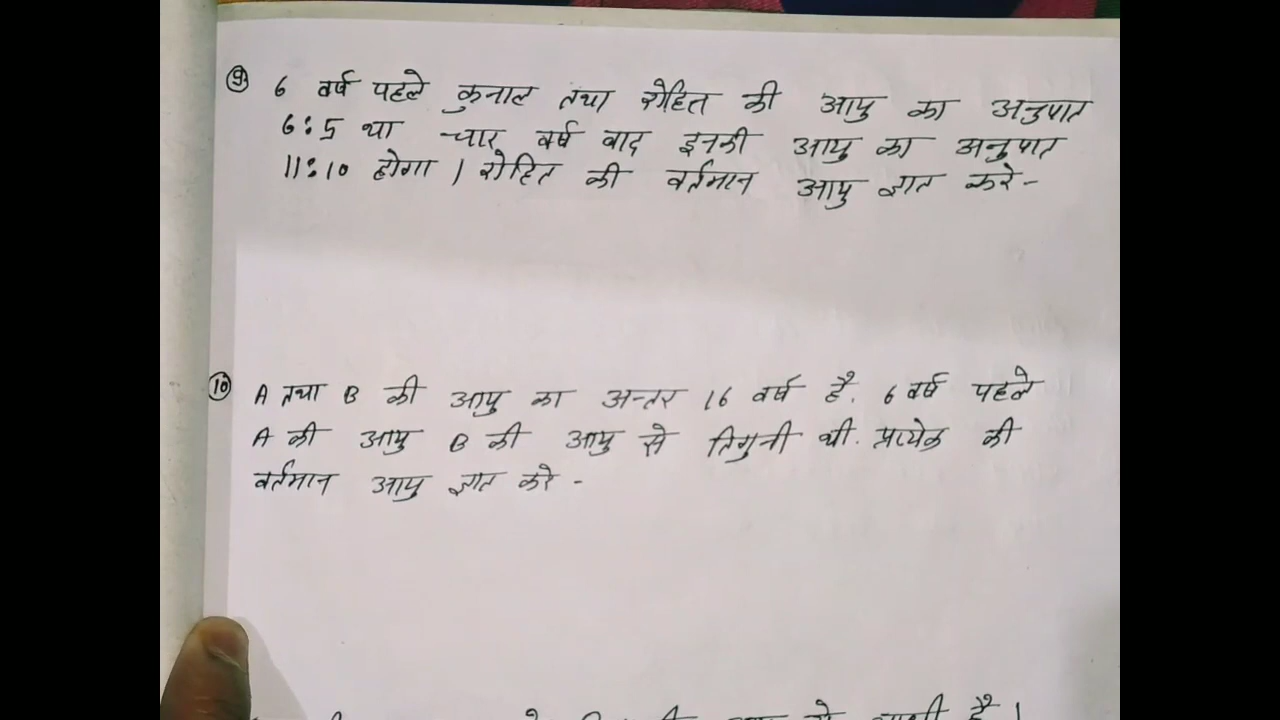 ⑨ 6 वर्ष पहले कुनाल तथा रोहित की आयु का अनुपात
6:5 था चार वर्ष बाद इनकी आयु का अनुपात
11:10 होगा । रोहित की वर्तमान आयु ज्ञात करे-
⑩ A तथा B की आयु का अन्तर 16 वर्ष है. 6 वर्ष पहले
A की आयु B की आयु से तिगुनी थी. प्रत्येक की
वर्तमान आयु ज्ञात करे -